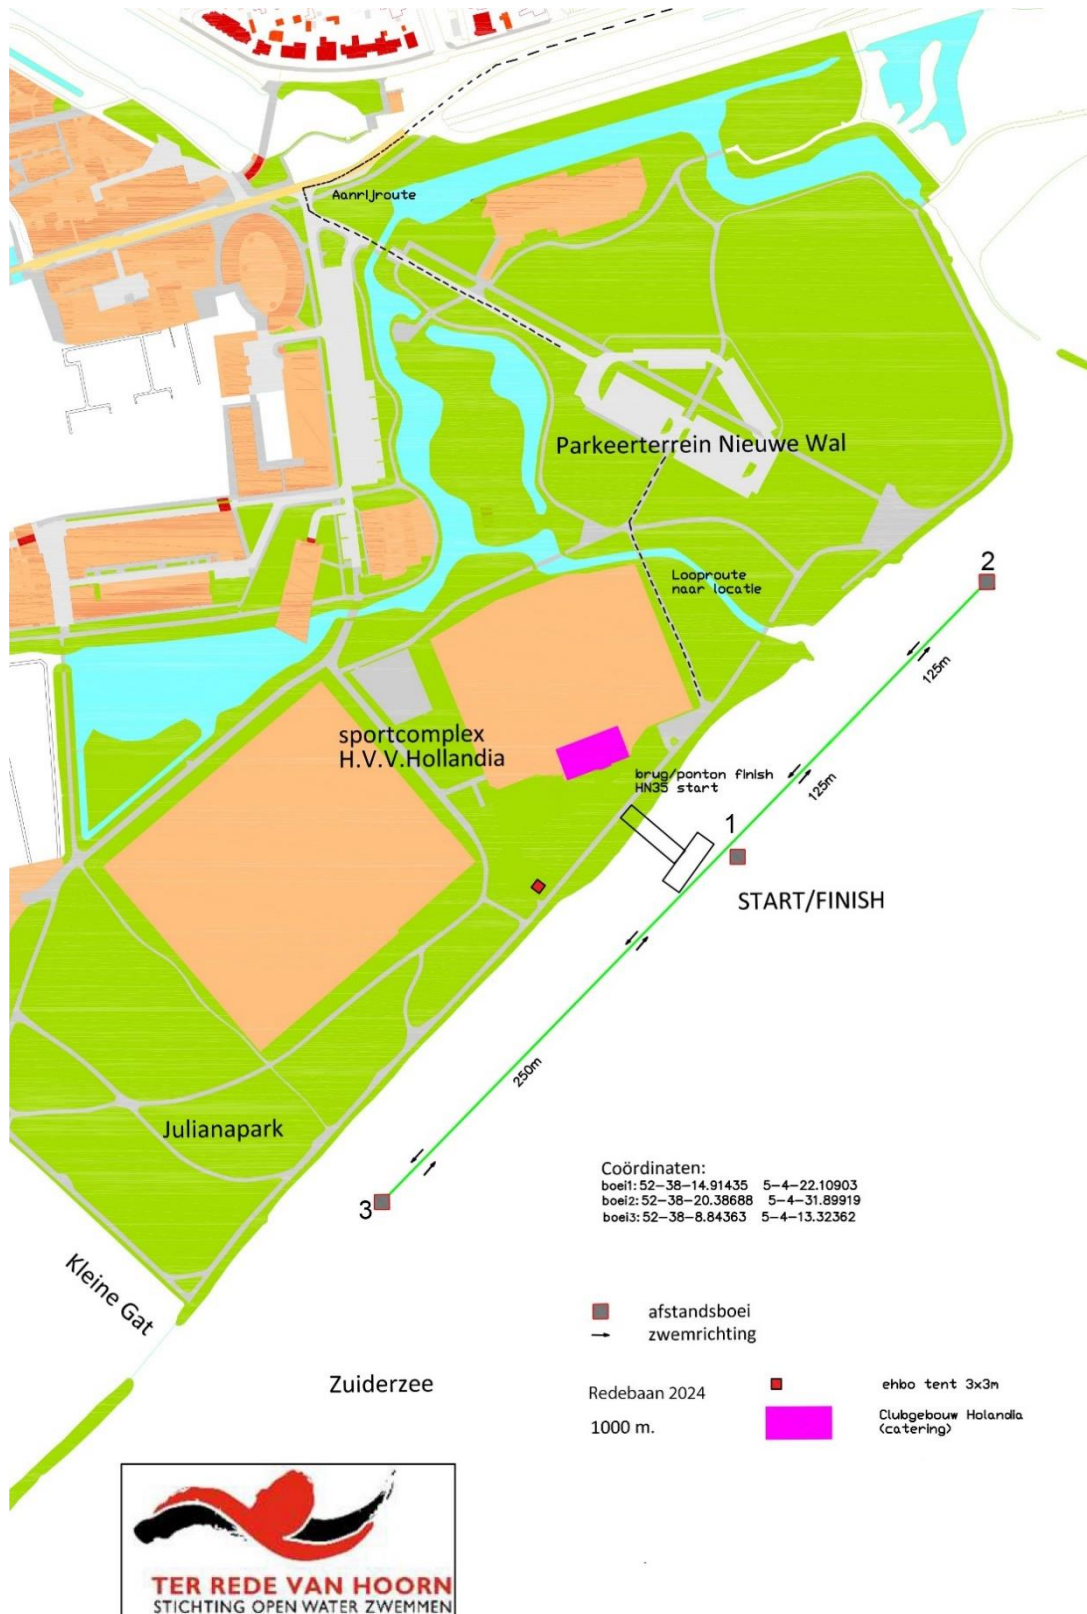 Aanrijroute
Parkeerterrein Nieuwe Wal
2
Looproute
naar locatie
125m
sportcomplex
H.V.V.Hollandia
brug/ponton finish
HN35 start
125m
1
START/FINISH
250m
Julianapark
3
Coördinaten:
boei1: 52-38-14.91435 5-4-22.10903
boei2: 52-38-20.38688 5-4-31.89919
boei3: 52-38-8.84363 5-4-13.32362
Kleine Gat
afstandsboei
zwemrichting
Zuiderzee
Redebaan 2024
1000 m.
ehbo tent 3x3m
Clubgebouw Holandia
(catering)
TER REDE VAN HOORN
STICHTING OPEN WATER ZWEMMEN